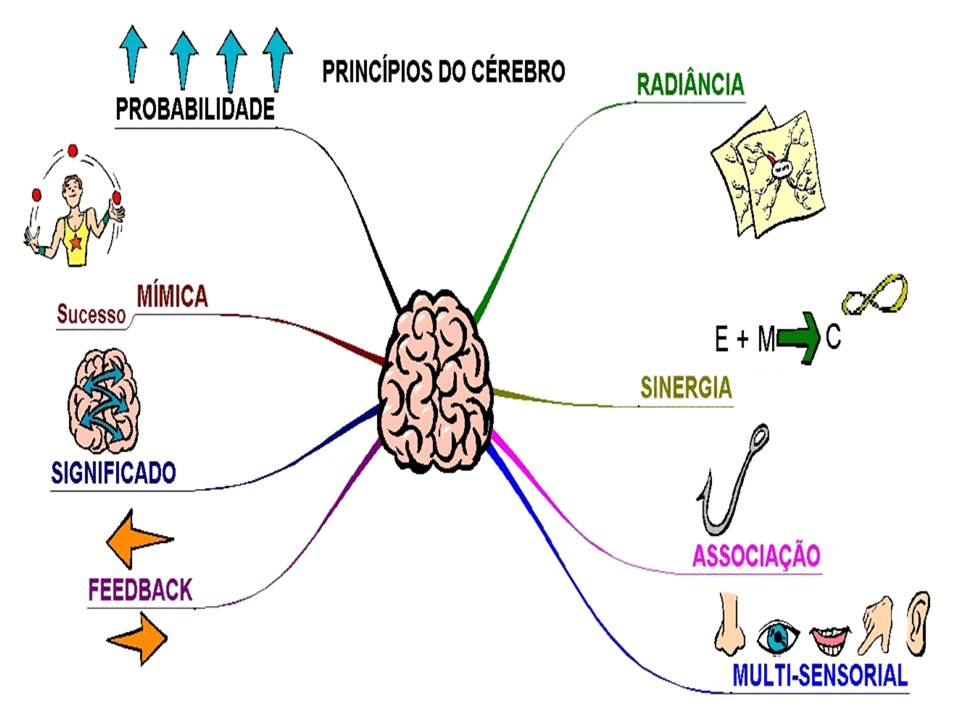 PRINCÍPIOS DO CÉREBRO
PROBABILIDADE
RADIÂNCIA
MÍMICA
Sucesso
E + M C
SINERGIA
SIGNIFICADO
ASSOCIAÇÃO
FEEDBACK
MULTI-SENSORIAL